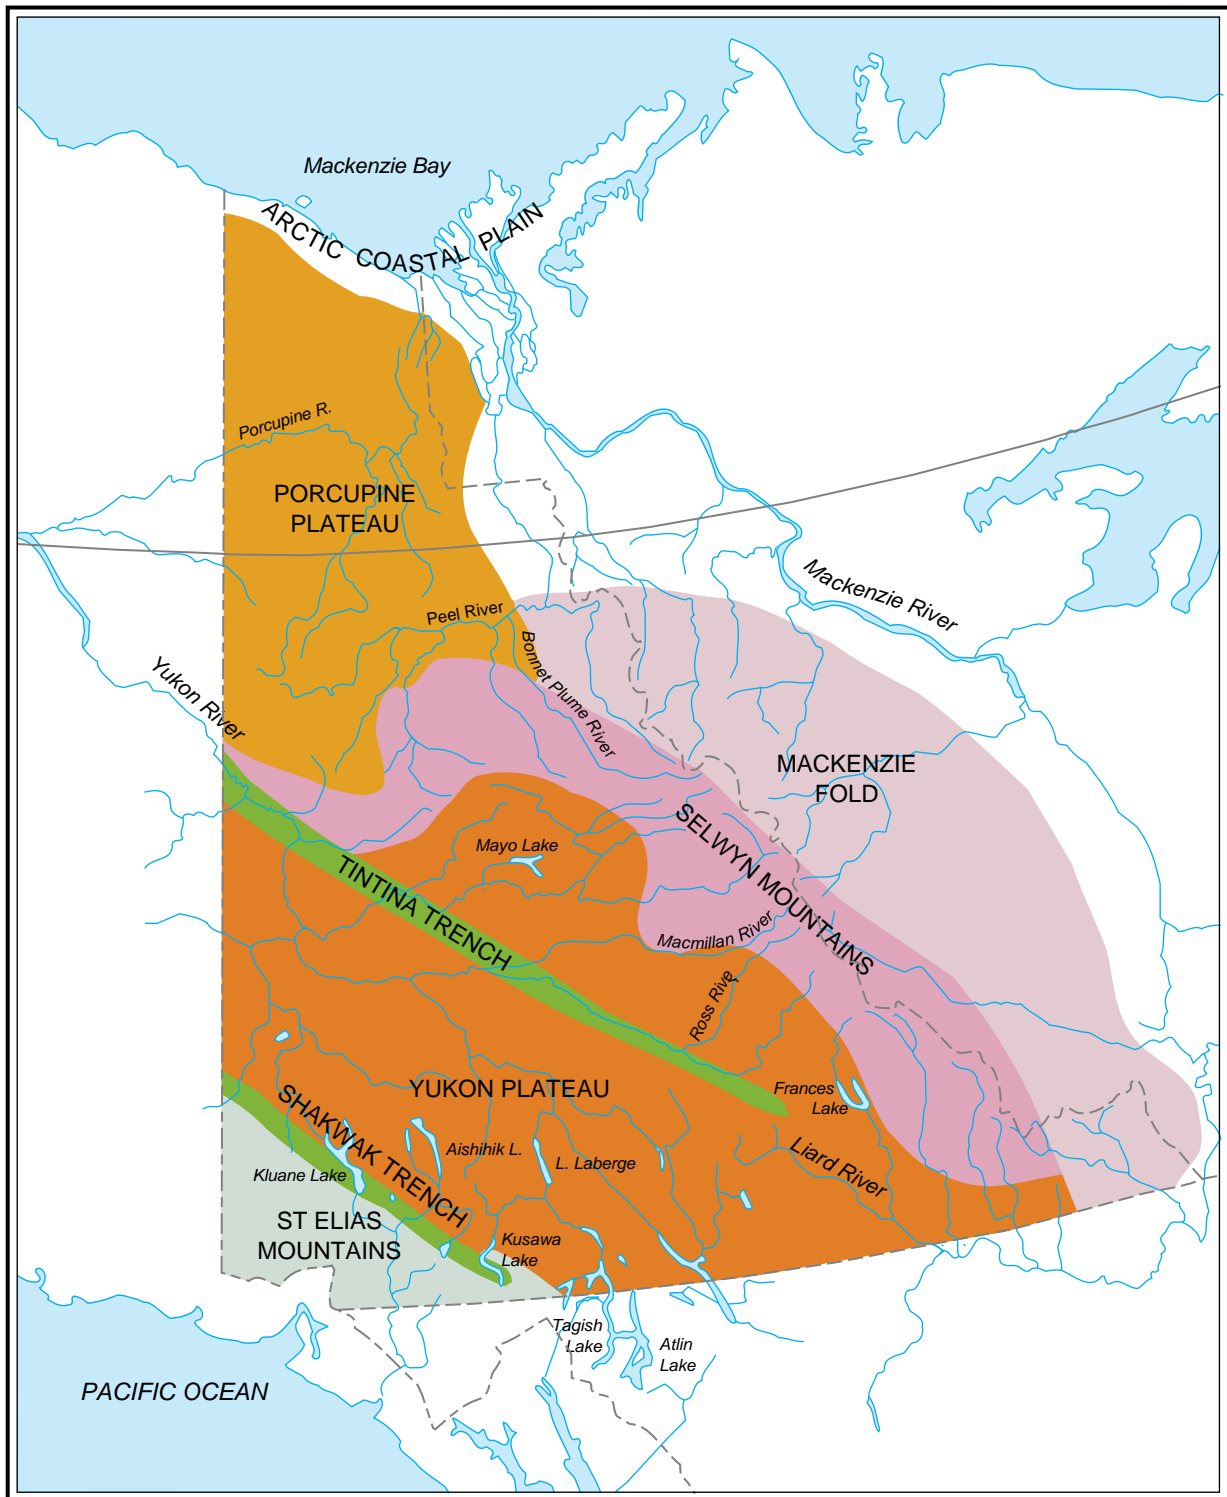 Mackenzie Bay
ARCTIC COASTAL PLAIN
Porcupine R.
PORCUPINE
PLATEAU
Mackenzie River
Peel River
Bonnet Plume River
Yukon River
MACKENZIE
FOLD
SELWYN MOUNTAINS
Mayo Lake
TINTINA TRENCH
Macmillan River
Ross River
YUKON PLATEAU
Frances
Lake
SHAKWAK TRENCH
Aishihik L.
L. Laberge
Liard River
Kluane Lake
ST ELIAS
MOUNTAINS
Kusawa
Lake
Tagish
Lake
Atlin
Lake
PACIFIC OCEAN